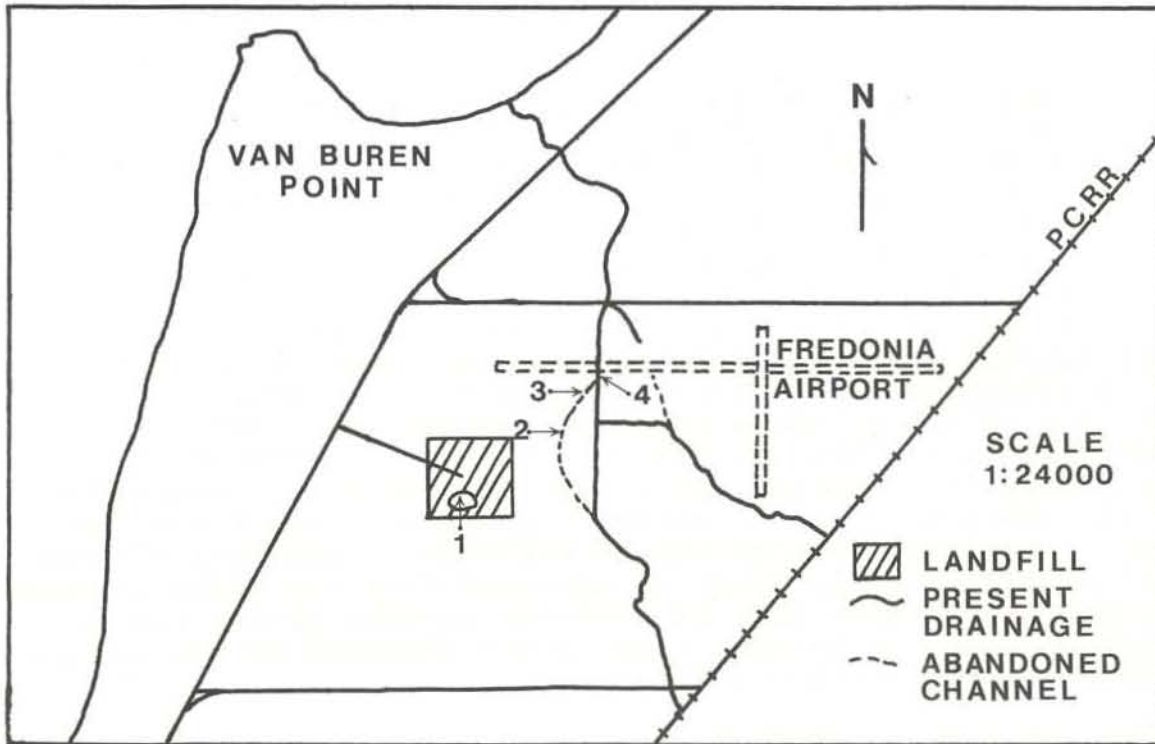 VAN BUREN
POINT
N
PCRR
FREDONIA
AIRPORT
3
4
2
1
SCALE
1:24000
LANDFILL
PRESENT
DRAINAGE
ABANDONED
CHANNEL